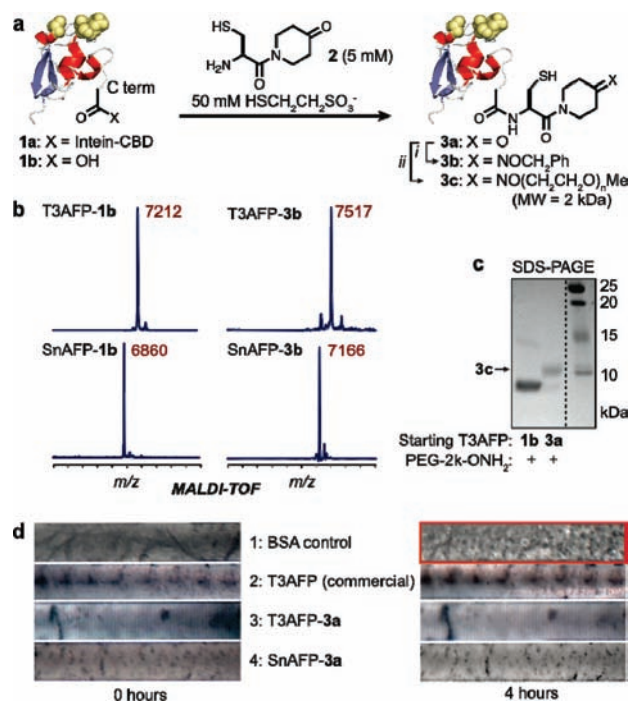 a
HS
O
N
H₂N
O
2 (5 mM)
50 mM HSCH₂CH₂SO₃⁻
C term
O
X
1a: X = Intein-CBD
1b: X = OH
SH
X
O
N
H
N
O
3a: X = O
i
ii
3b: X = NOCH₂Ph
3c: X = NO(CH₂CH₂O)ₙMe
(MW = 2 kDa)
b
T3AFP-1b
7212
T3AFP-3b
7517
SnAFP-1b
6860
SnAFP-3b
7166
m/z
m/z
MALDI-TOF
c
SDS-PAGE
25
20
15
10
kDa
3c
Starting T3AFP: 1b 3a
PEG-2k-ONH₂: + +
d
1: BSA control
2: T3AFP (commercial)
3: T3AFP-3a
4: SnAFP-3a
0 hours
4 hours